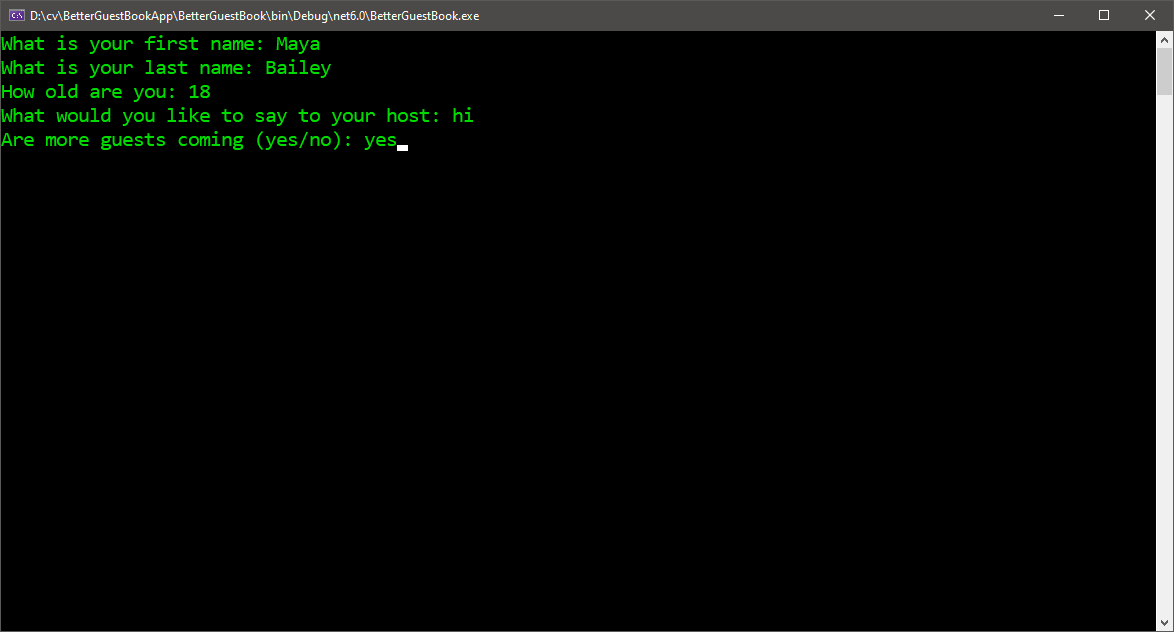 D:\cv\BetterGuestBookApp\BetterGuestBook\bin\Debug\net6.0\BetterGuestBook.exe
What is your first name: Maya
What is your last name: Bailey
How old are you: 18
What would you like to say to your host: hi
Are more guests coming (yes/no): yes